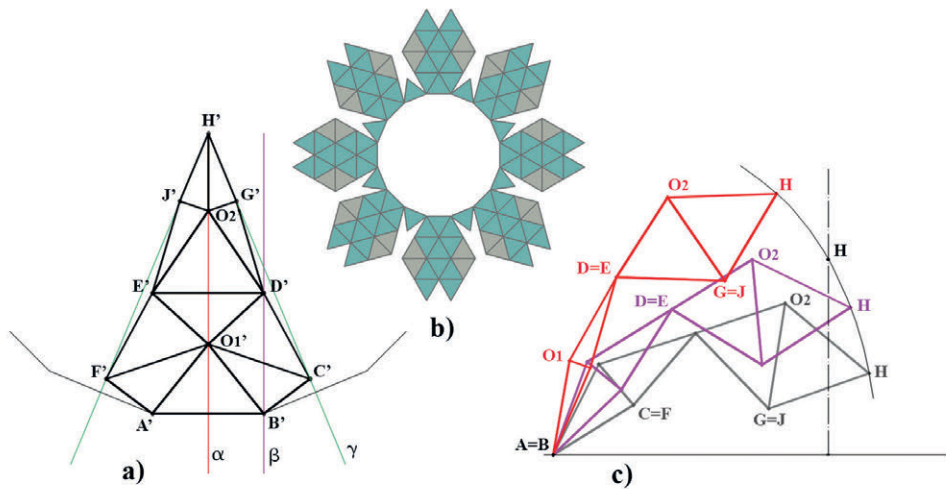 H'
J' G'
O2'
E' D'
O1'
F' C'
A' B'
a) α β γ
b)
O2 H
D=E
G=J
O1
A=B
O2
D=E
H
H
O2
C=F
G=J
H
c)